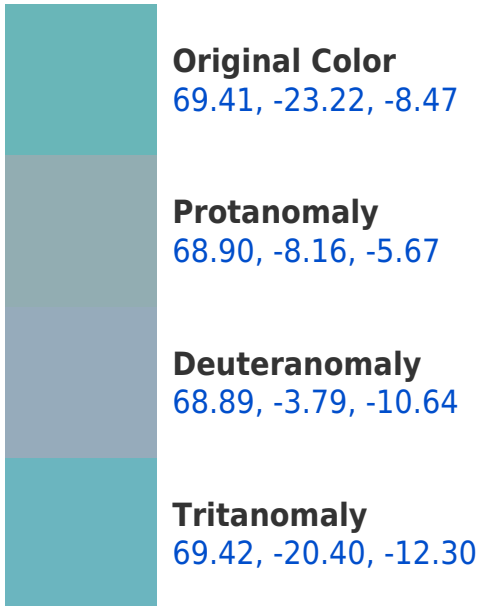 Original Color
69.41, -23.22, -8.47
Protanomaly
68.90, -8.16, -5.67
Deuteranomaly
68.89, -3.79, -10.64
Tritanomaly
69.42, -20.40, -12.30